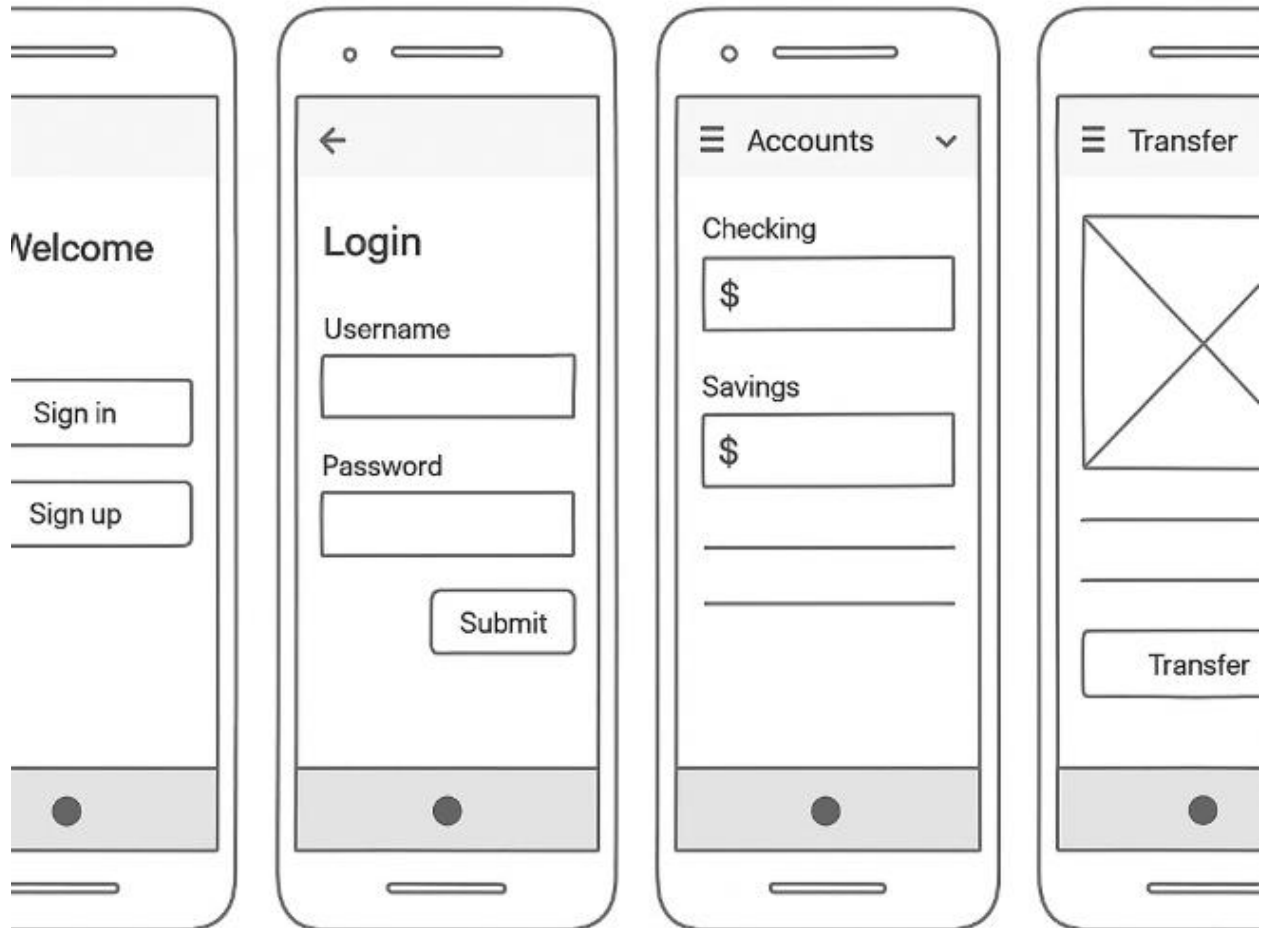 Welcome
Sign in
Sign up
Login
Username
Password
Submit
Accounts
Checking
$
Savings
$
Transfer
Transfer